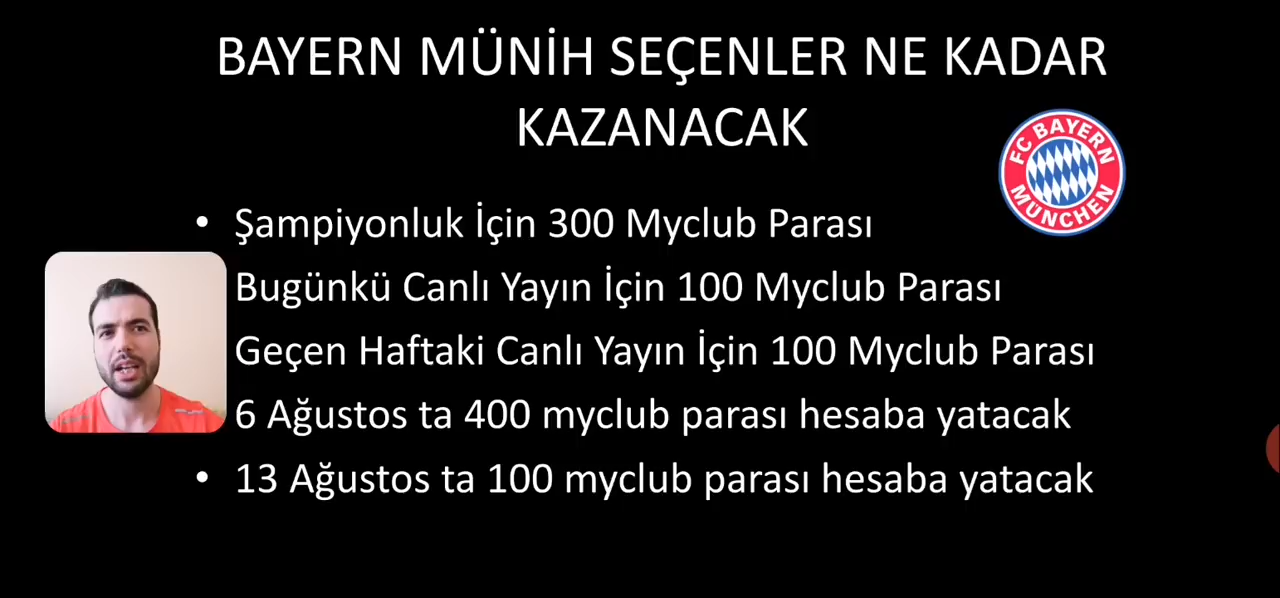 BAYERN MÜNİH SEÇENLER NE KADAR
KAZANACAK
FC BAYERN
MÜNCHEN
• Şampiyonluk İçin 300 Myclub Parası
Bugünkü Canlı Yayın İçin 100 Myclub Parası
Geçen Haftaki Canlı Yayın İçin 100 Myclub Parası
6 Ağustos ta 400 myclub parası hesaba yatacak
• 13 Ağustos ta 100 myclub parası hesaba yatacak